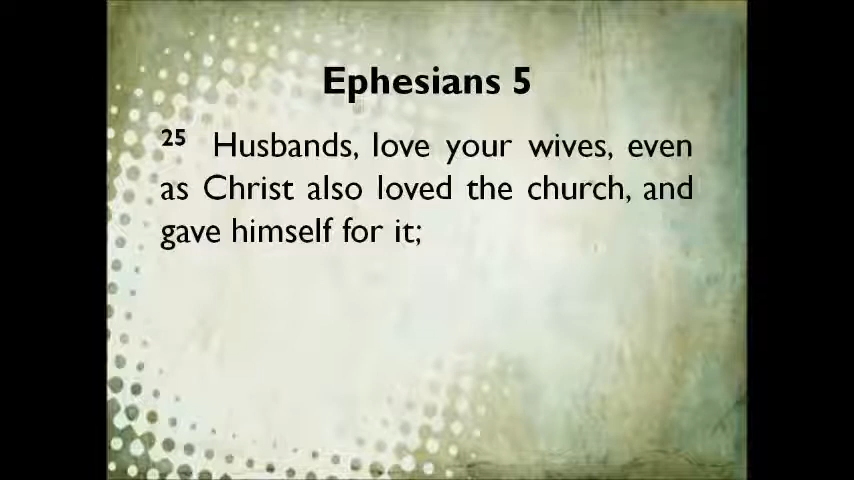 Ephesians 5
25 Husbands, love your wives, even
as Christ also loved the church, and
gave himself for it;